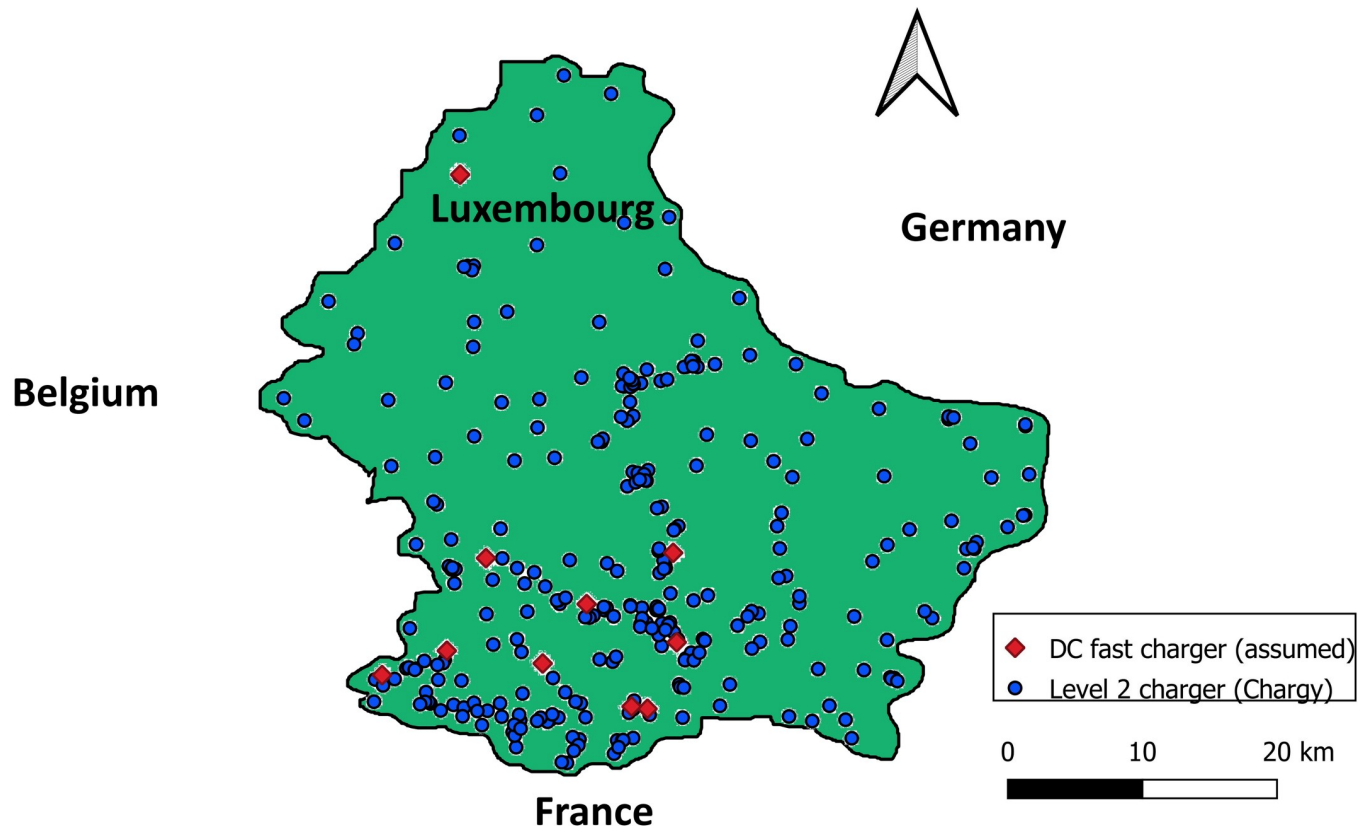 Luxembourg
Germany
Belgium
France
DC fast charger (assumed)
Level 2 charger (Chargy)
0 10 20 km